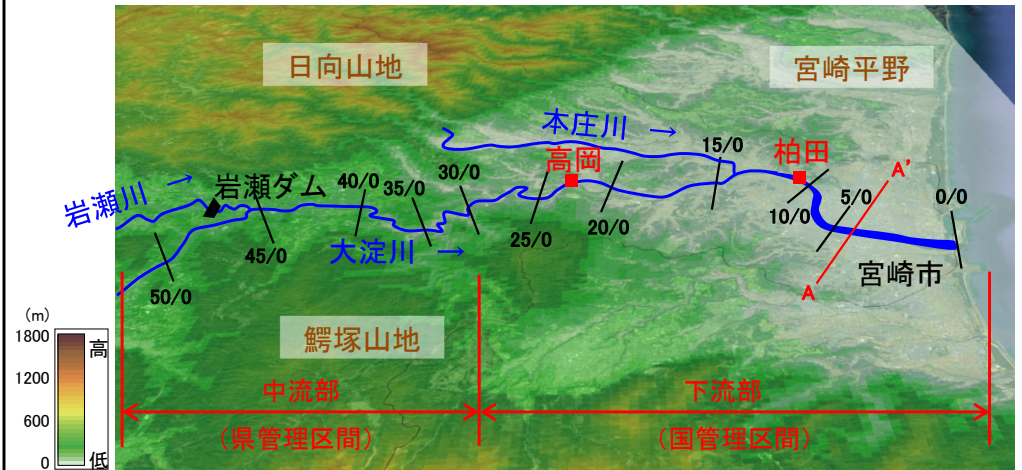 日向山地
宮崎平野
本庄川 →
15/0
高岡
柏田
A'
岩瀬川 →
岩瀬ダム
40/0
35/0
30/0
5/0
0/0
25/0
20/0
10/0
45/0
大淀川 →
宮崎市
50/0
A
(m)
1800
高
鰐塚山地
1200
中流部
下流部
600
(県管理区間)
(国管理区間)
0
低